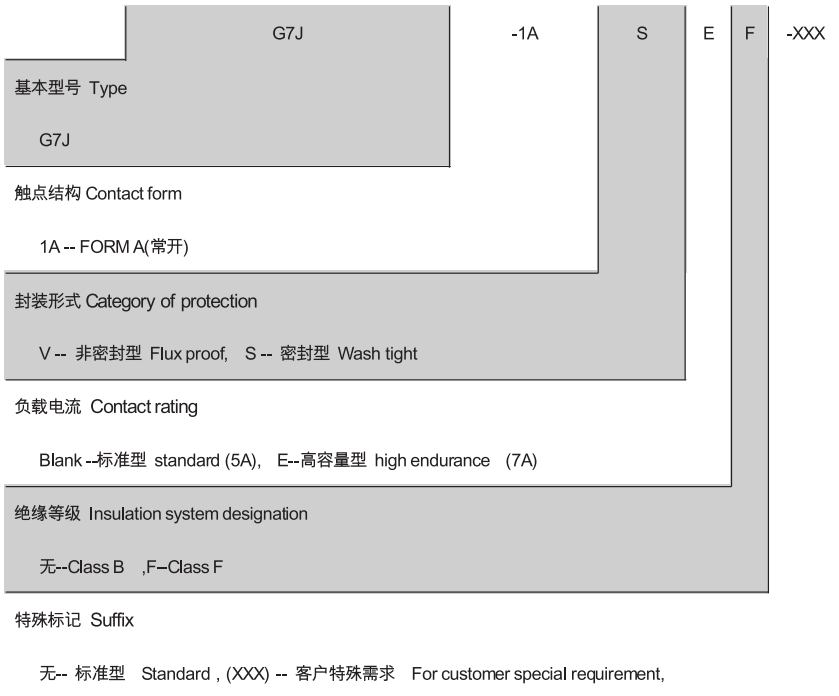 G7J -1A S E F -XXX
基本型号 Type
G7J
触点结构 Contact form
1A -- FORM A(常开)
封装形式 Category of protection
V -- 非密封型 Flux proof, S -- 密封型 Wash tight
负载电流 Contact rating
Blank --标准型 standard (5A), E--高容量型 high endurance (7A)
绝缘等级 Insulation system designation
无--Class B ,F--Class F
特殊标记 Suffix
无-- 标准型 Standard , (XXX) -- 客户特殊需求 For customer special requirement,